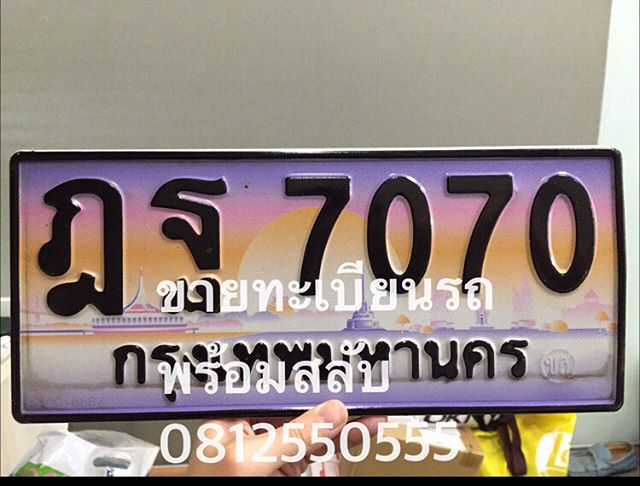 ฎฐ 7070
ขายทะเบียนรถ
กรุงเทพมหานคร
พร้อมสลับ
0812550555